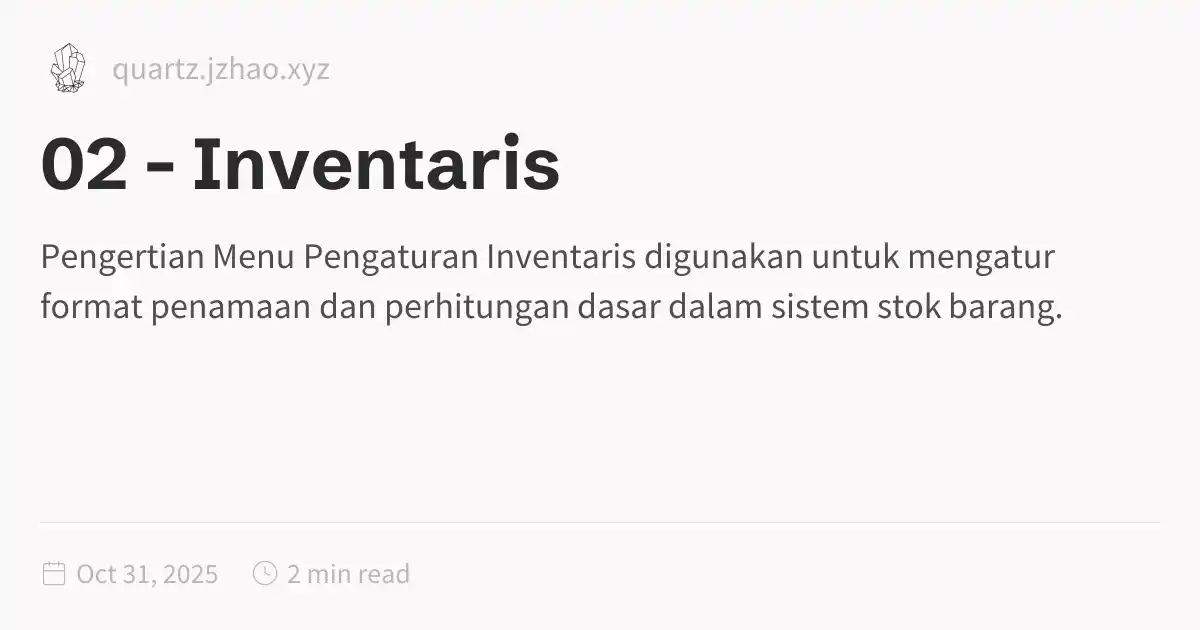 quartz.jzhao.xyz
02 - Inventaris
Pengertian Menu Pengaturan Inventaris digunakan untuk mengatur
format penamaan dan perhitungan dasar dalam sistem stok barang.
Oct 31, 2025 2 min read